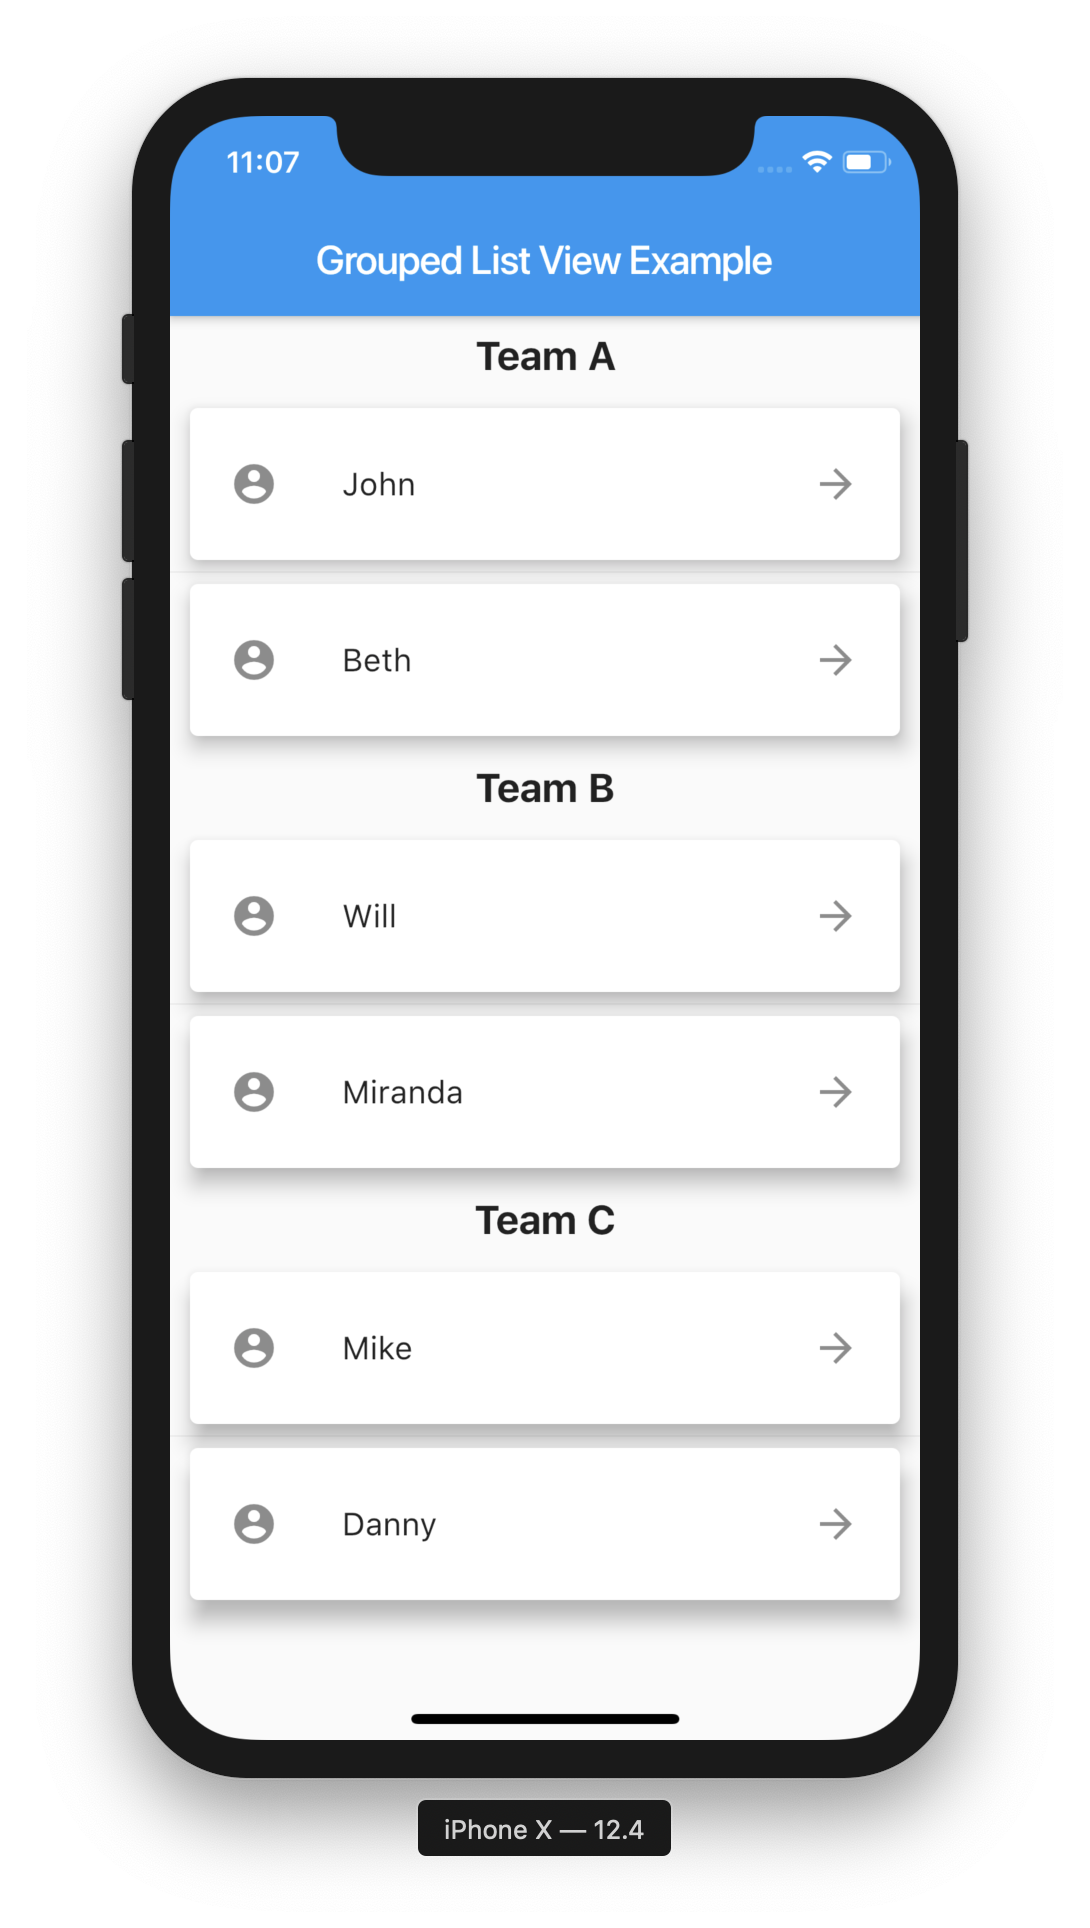 11:07
Grouped List View Example
Team A
John
Beth
Team B
Will
Miranda
Team C
Mike
Danny
iPhone X — 12.4